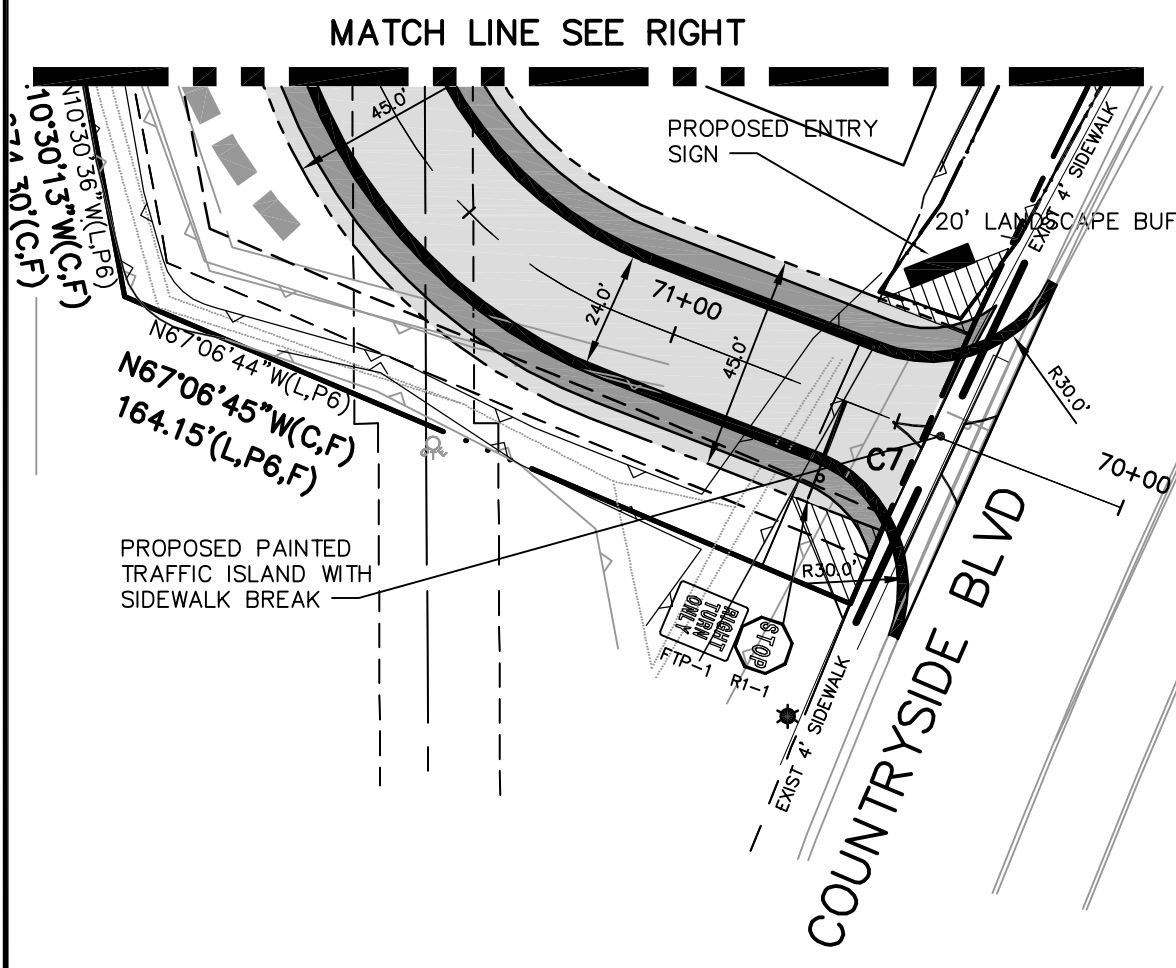 MATCH LINE SEE RIGHT
45.0'
PROPOSED ENTRY
SIGN
EXIST 4' SIDEWALK
20' LANDSCAPE BUF
N10°30'36"W(L,P6)
10°30'13"W(C,F)
30'(C,F)
24.0'
71+00
45.0'
R30.0'
N67°06'44"W(L,P6)
N67°06'45"W(C,F)
164.15'(L,P6,F)
C7
70+00
PROPOSED PAINTED
TRAFFIC ISLAND WITH
SIDEWALK BREAK
R30.0'
RIGHT
TURN
ONLY
STOP
FTP-1
R1-1
EXIST 4' SIDEWALK
COUNTRYSIDE BLVD